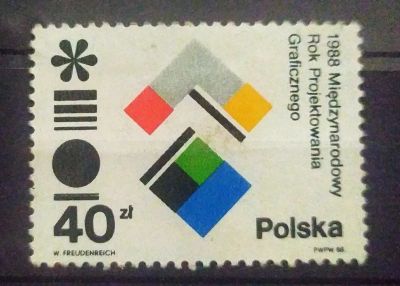 1988 Międzynarodowy
Rok Projektowania
Graficznego
40 zł
Polska
W. FREUDENREICH
PWPW 88